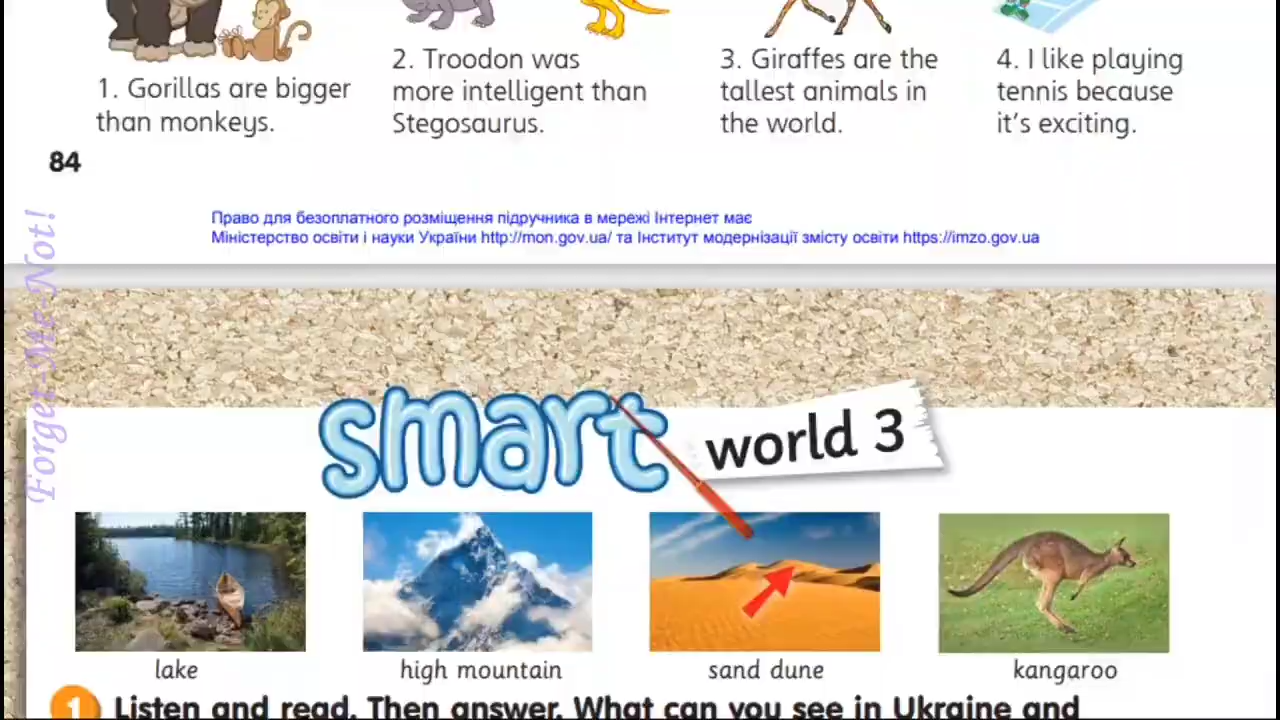 1. Gorillas are bigger
than monkeys.
2. Troodon was
more intelligent than
Stegosaurus.
3. Giraffes are the
tallest animals in
the world.
4. I like playing
tennis because
it's exciting.
84
Право для безоплатного розміщення підручника в мережі Інтернет має
Міністерство освіти і науки України http://mon.gov.ua/ та Інститут модернізації змісту освіти https://imzo.gov.ua
Forget-Me-Not!
smart
world 3
lake
high mountain
sand dune
kangaroo
1 Listen and read. Then answer. What can you see in Ukraine and